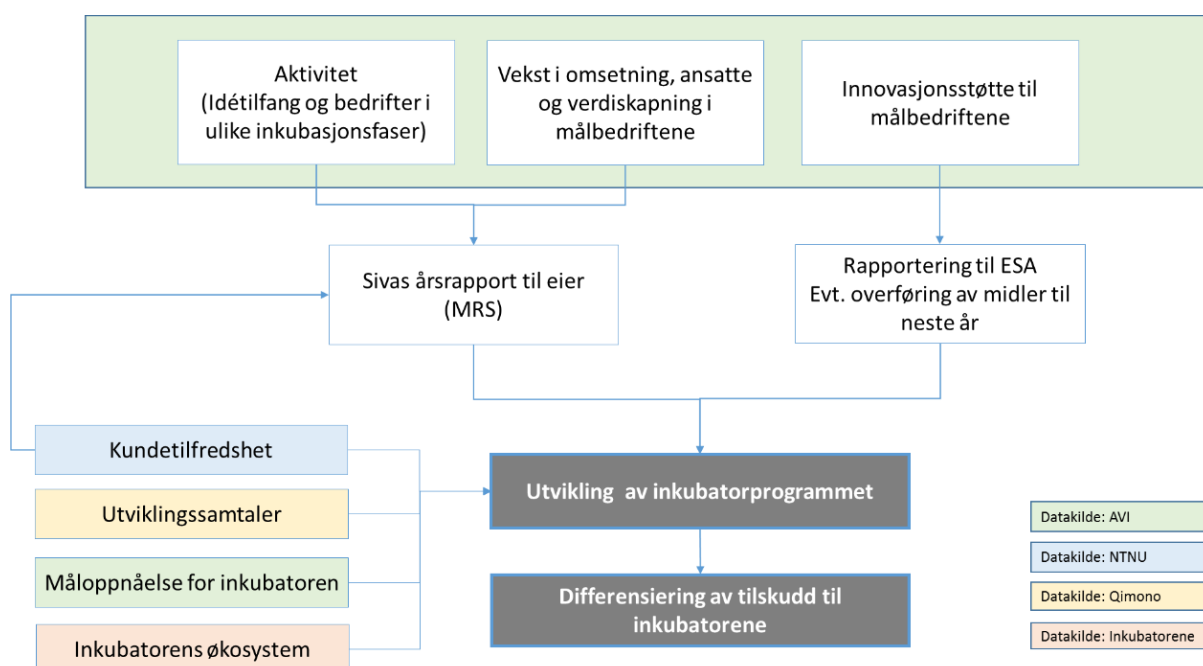 Aktivitet
(Idétilfang og bedrifter i
ulike inkubasjonsfaser)
Vekst i omsetning, ansatte
og verdiskapning i
målbedriftene
Innovasjonsstøtte til
målbedriftene
Sivas årsrapport til eier
(MRS)
Rapportering til ESA
Evt. overføring av midler til
neste år
Kundetilfredshet
Utviklingssamtaler
Måloppnåelse for inkubatoren
Inkubatorens økosystem
Utvikling av inkubatorprogrammet
Differensiering av tilskudd til
inkubatorene
Datakilde: AVI
Datakilde: NTNU
Datakilde: Qimono
Datakilde: Inkubatorene